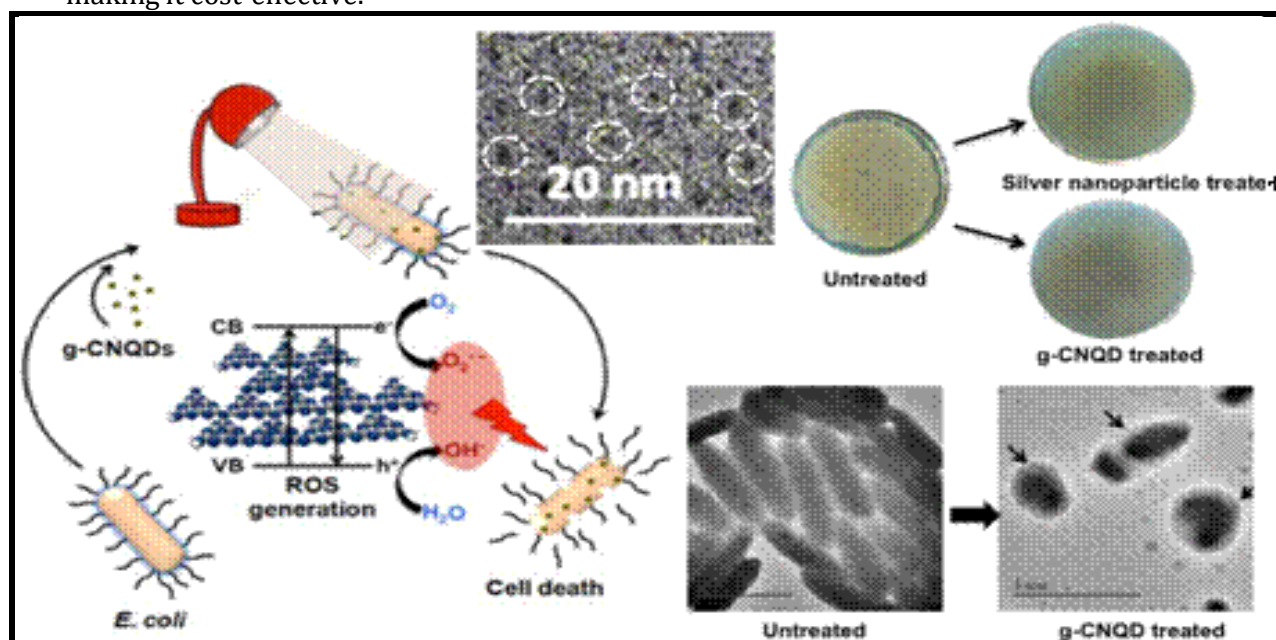 making it cost-effective.
20 nm
Silver nanoparticle treate
Untreated
g-CNQD treated
g-CNQDs
CB
e-
O2
O2
VB
h+
OH
ROS
generation
H2O
Cell death
E. coli
Untreated
g-CNQD treated